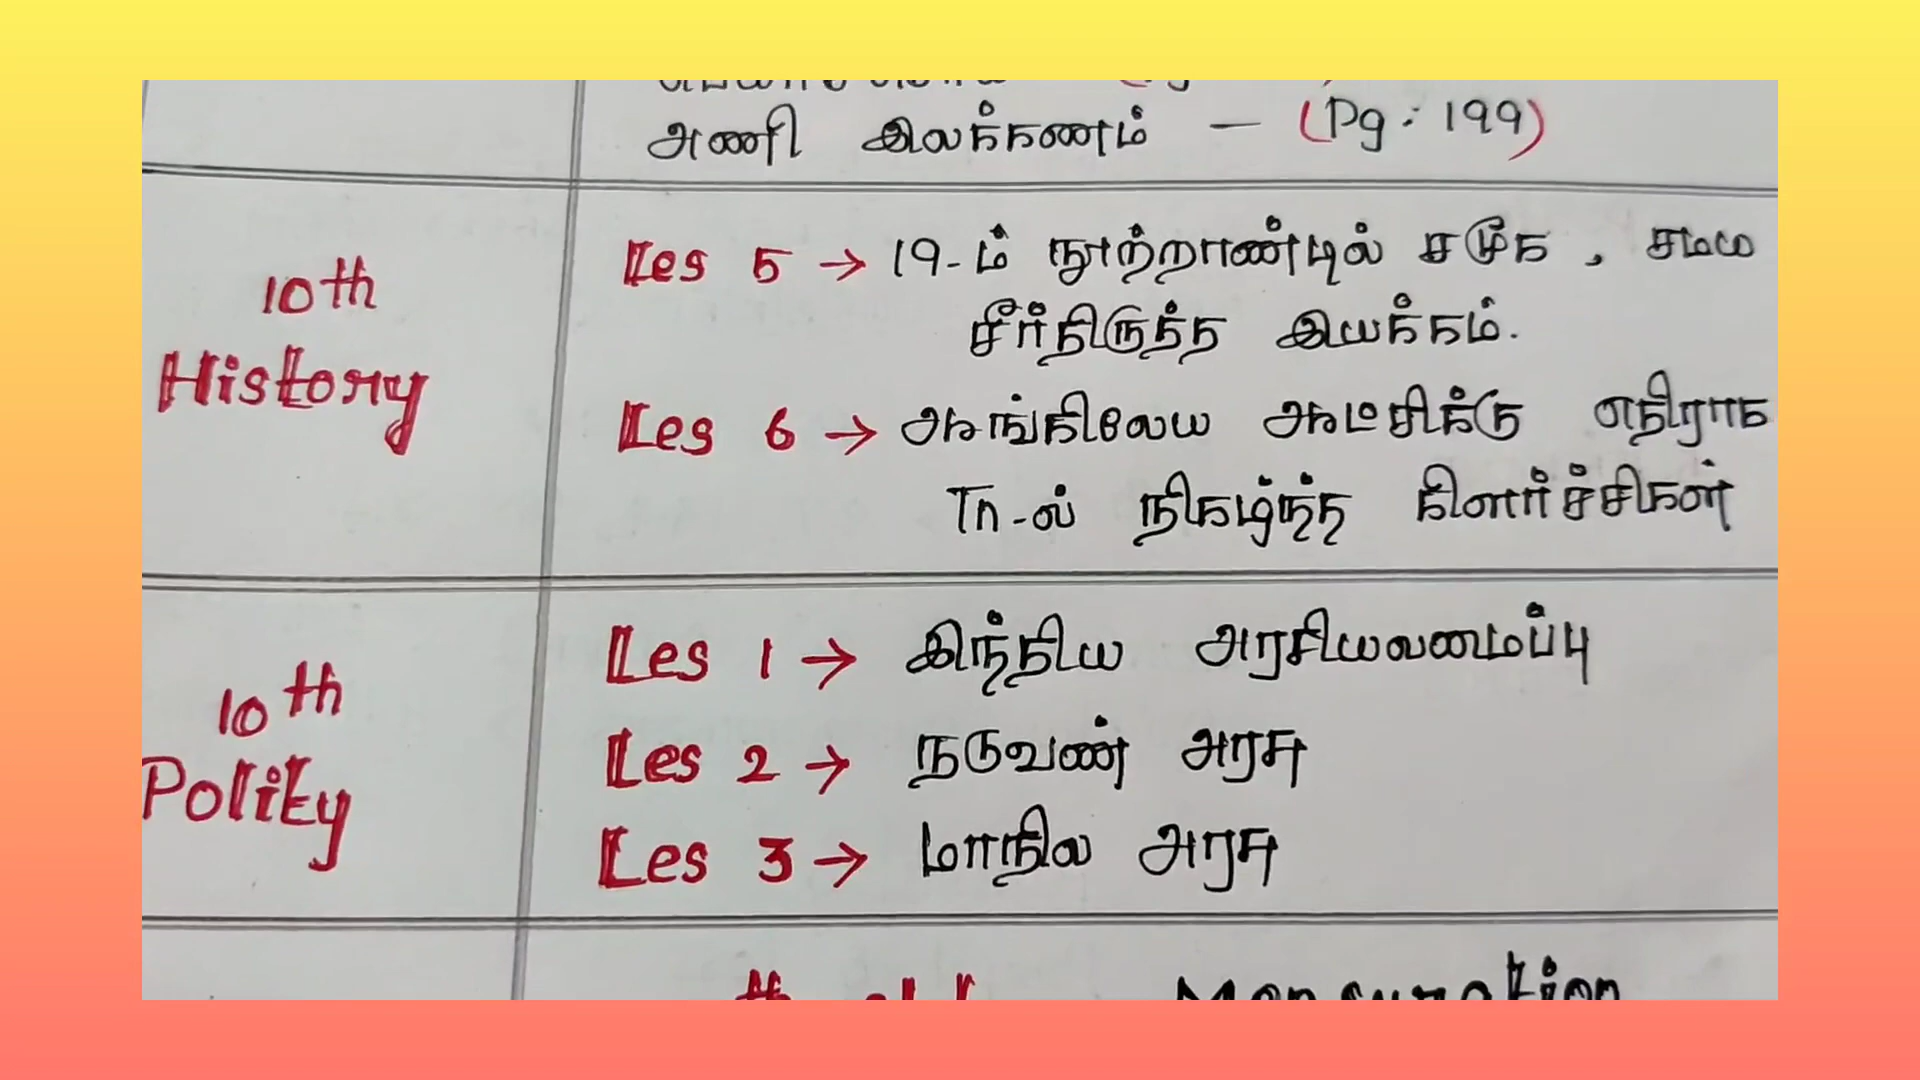 அணி இலக்கணம் — (Pg : 199)
10th History
Les 5 → 19-ம் நூற்றாண்டில் சமூக , சமய
சீர்திருத்த இயக்கம்.
Les 6 → ஆங்கிலேய ஆட்சிக்கு எதிராக
Tn-ல் நிகழ்ந்த கிளர்ச்சிகள்
10th Polity
Les 1 → இந்திய அரசியலமைப்பு
Les 2 → நடுவண் அரசு
Les 3 → மாநில அரசு
Mensuration